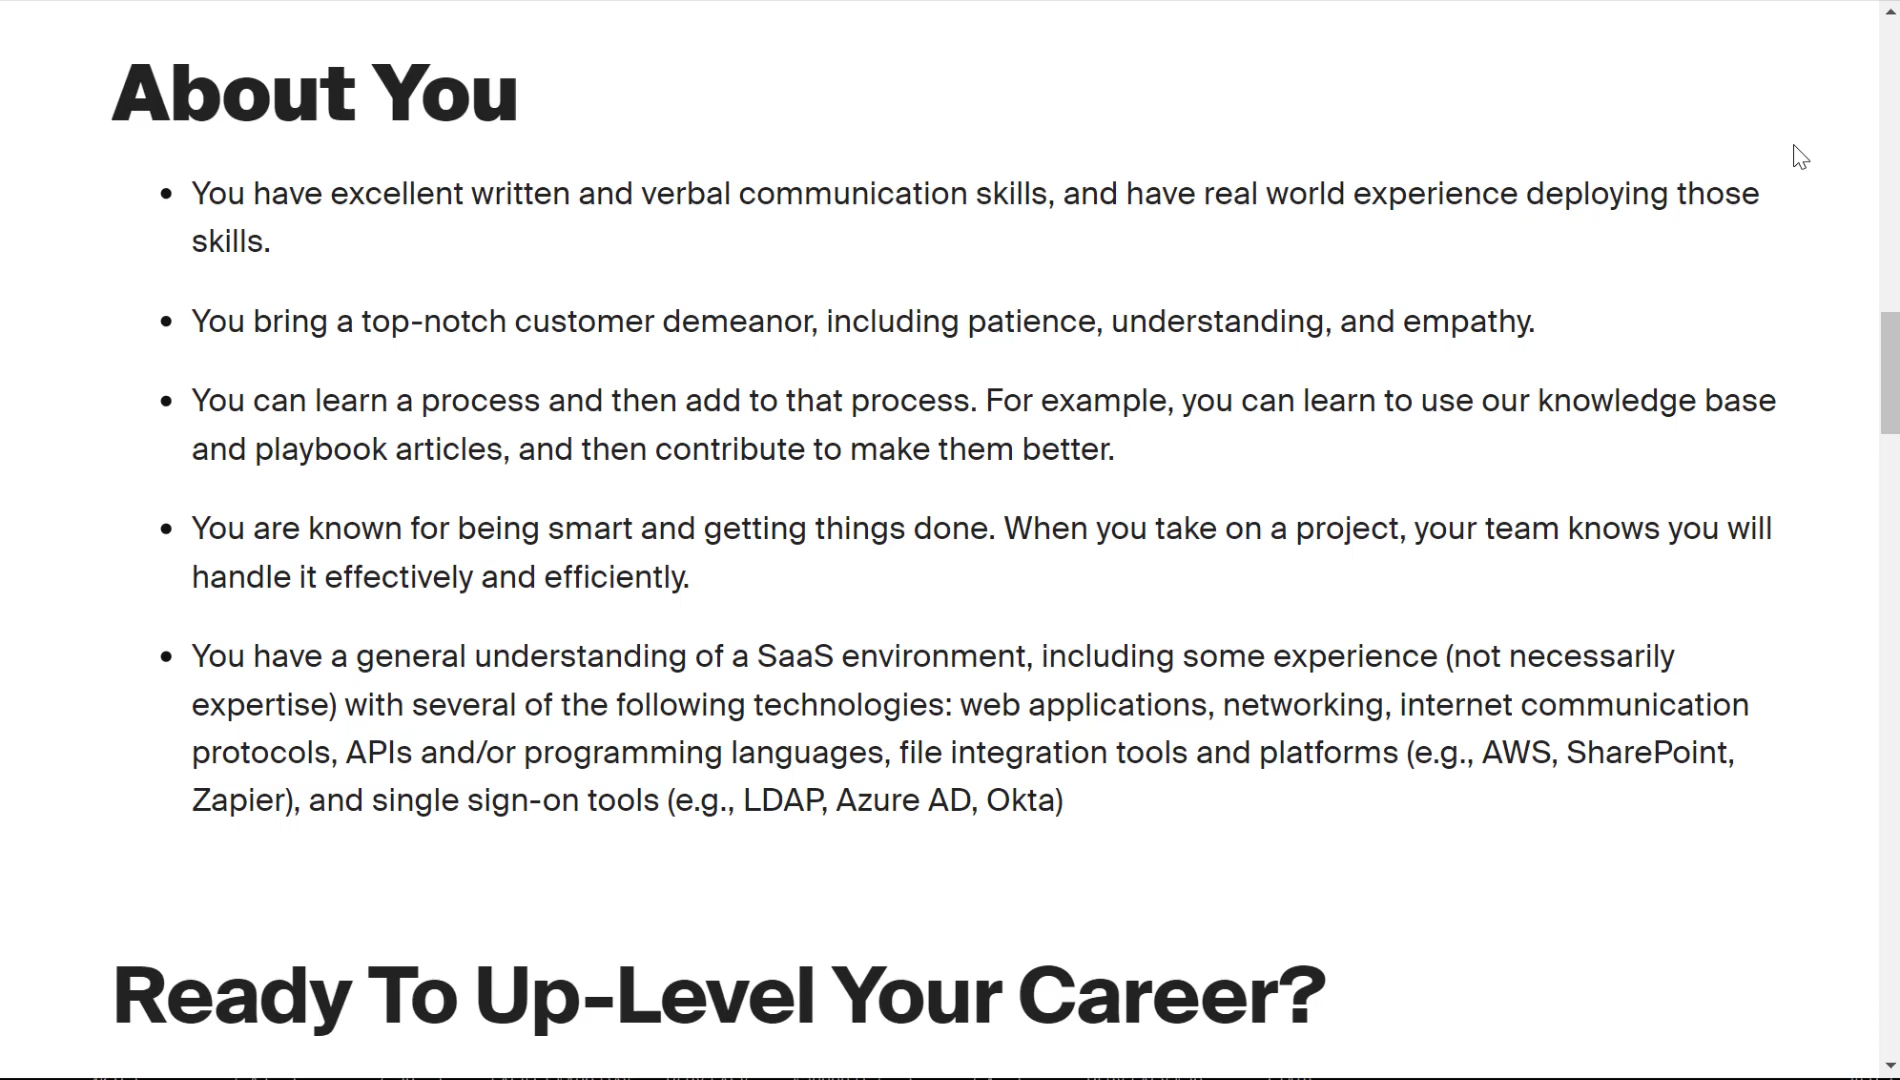 About You
You have excellent written and verbal communication skills, and have real world experience deploying those
skills.
You bring a top-notch customer demeanor, including patience, understanding, and empathy.
You can learn a process and then add to that process. For example, you can learn to use our knowledge base
and playbook articles, and then contribute to make them better.
You are known for being smart and getting things done. When you take on a project, your team knows you will
handle it effectively and efficiently.
You have a general understanding of a SaaS environment, including some experience (not necessarily
expertise) with several of the following technologies: web applications, networking, internet communication
protocols, APIs and/or programming languages, file integration tools and platforms (e.g., AWS, SharePoint,
Zapier), and single sign-on tools (e.g., LDAP, Azure AD, Okta)
Ready To Up-Level Your Career?